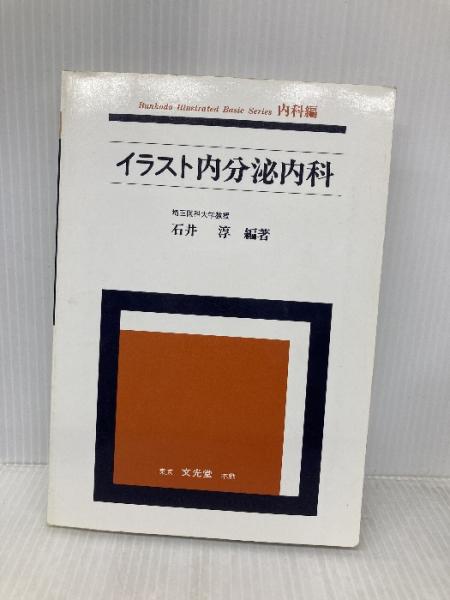 Bunkodo Illustrated Basic Series 内科編
イラスト内分泌内科
埼玉医科大学教授
石井 淳 編著
東京 文光堂 本郷